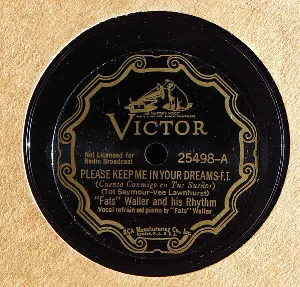 VICTOR
Not Licensed for
Radio Broadcast
25498-A
PLEASE KEEP ME IN YOUR DREAMS-F.T.
(Cuenta Conmigo en Tus Sueños)
(Tot Seymour-Vee Lawnhurst)
"Fats" Waller and his Rhythm
Vocal refrain and piano by "Fats" Waller
RCA Manufacturing Co., Inc.
Camden, N. J., U. S. A.